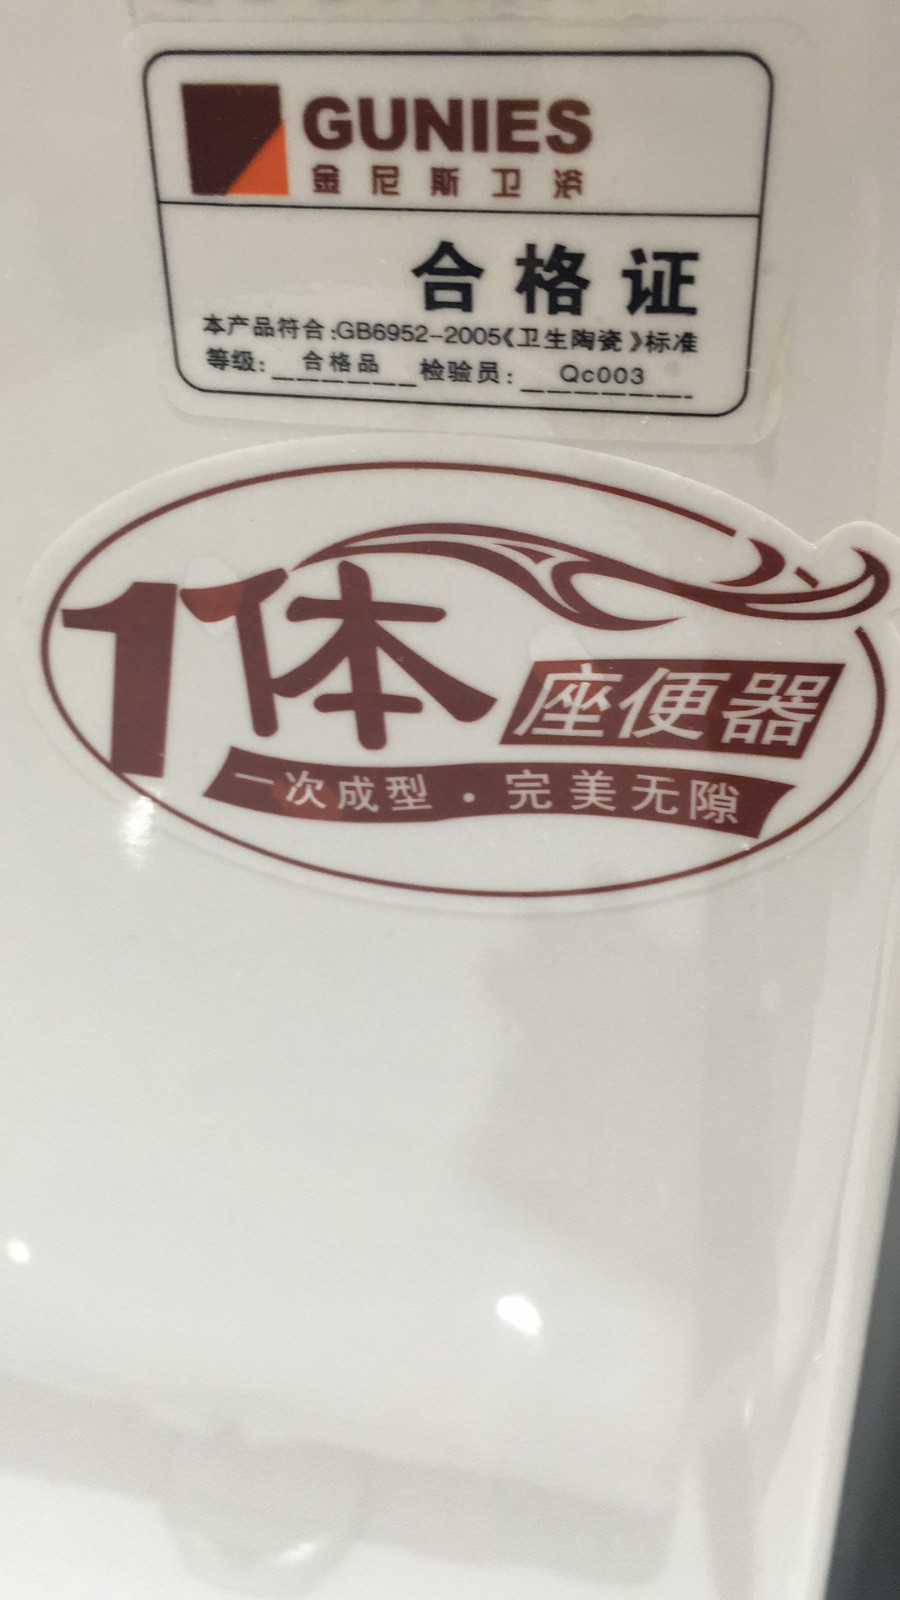 GUNIES
金尼斯卫浴
合格证
本产品符合:GB6952-2005《卫生陶瓷》标准
等级: 合格品 检验员: Qc003
1体
座便器
一次成型·完美无隙